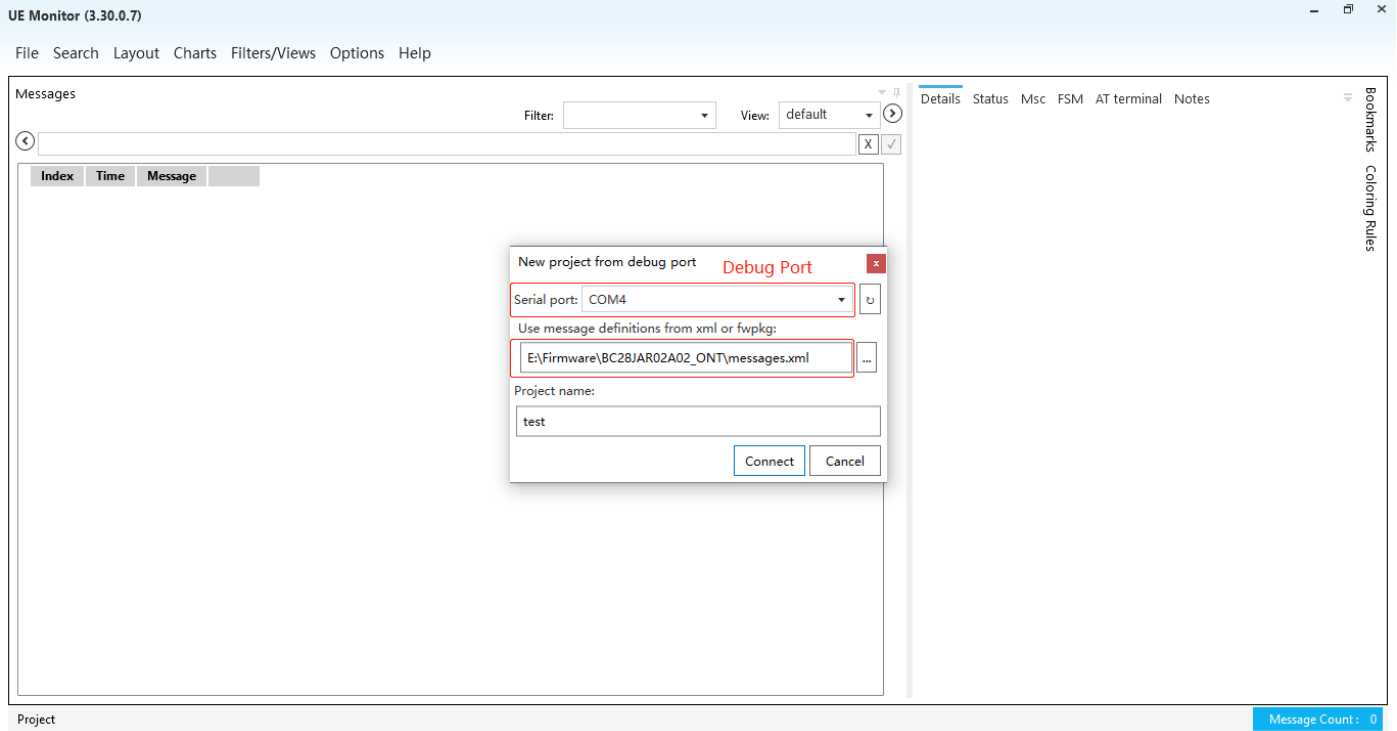 UE Monitor (3.30.0.7)
File Search Layout Charts Filters/Views Options Help
Messages
Filter: View: default
X
Index Time Message
New project from debug port Debug Port x
Serial port: COM4
Use message definitions from xml or fwpkg:
E:\Firmware\BC28JAR02A02_ONT\messages.xml ...
Project name:
test
Connect Cancel
Details Status Msc FSM AT terminal Notes
Bookmarks
Coloring Rules
Project
Message Count : 0